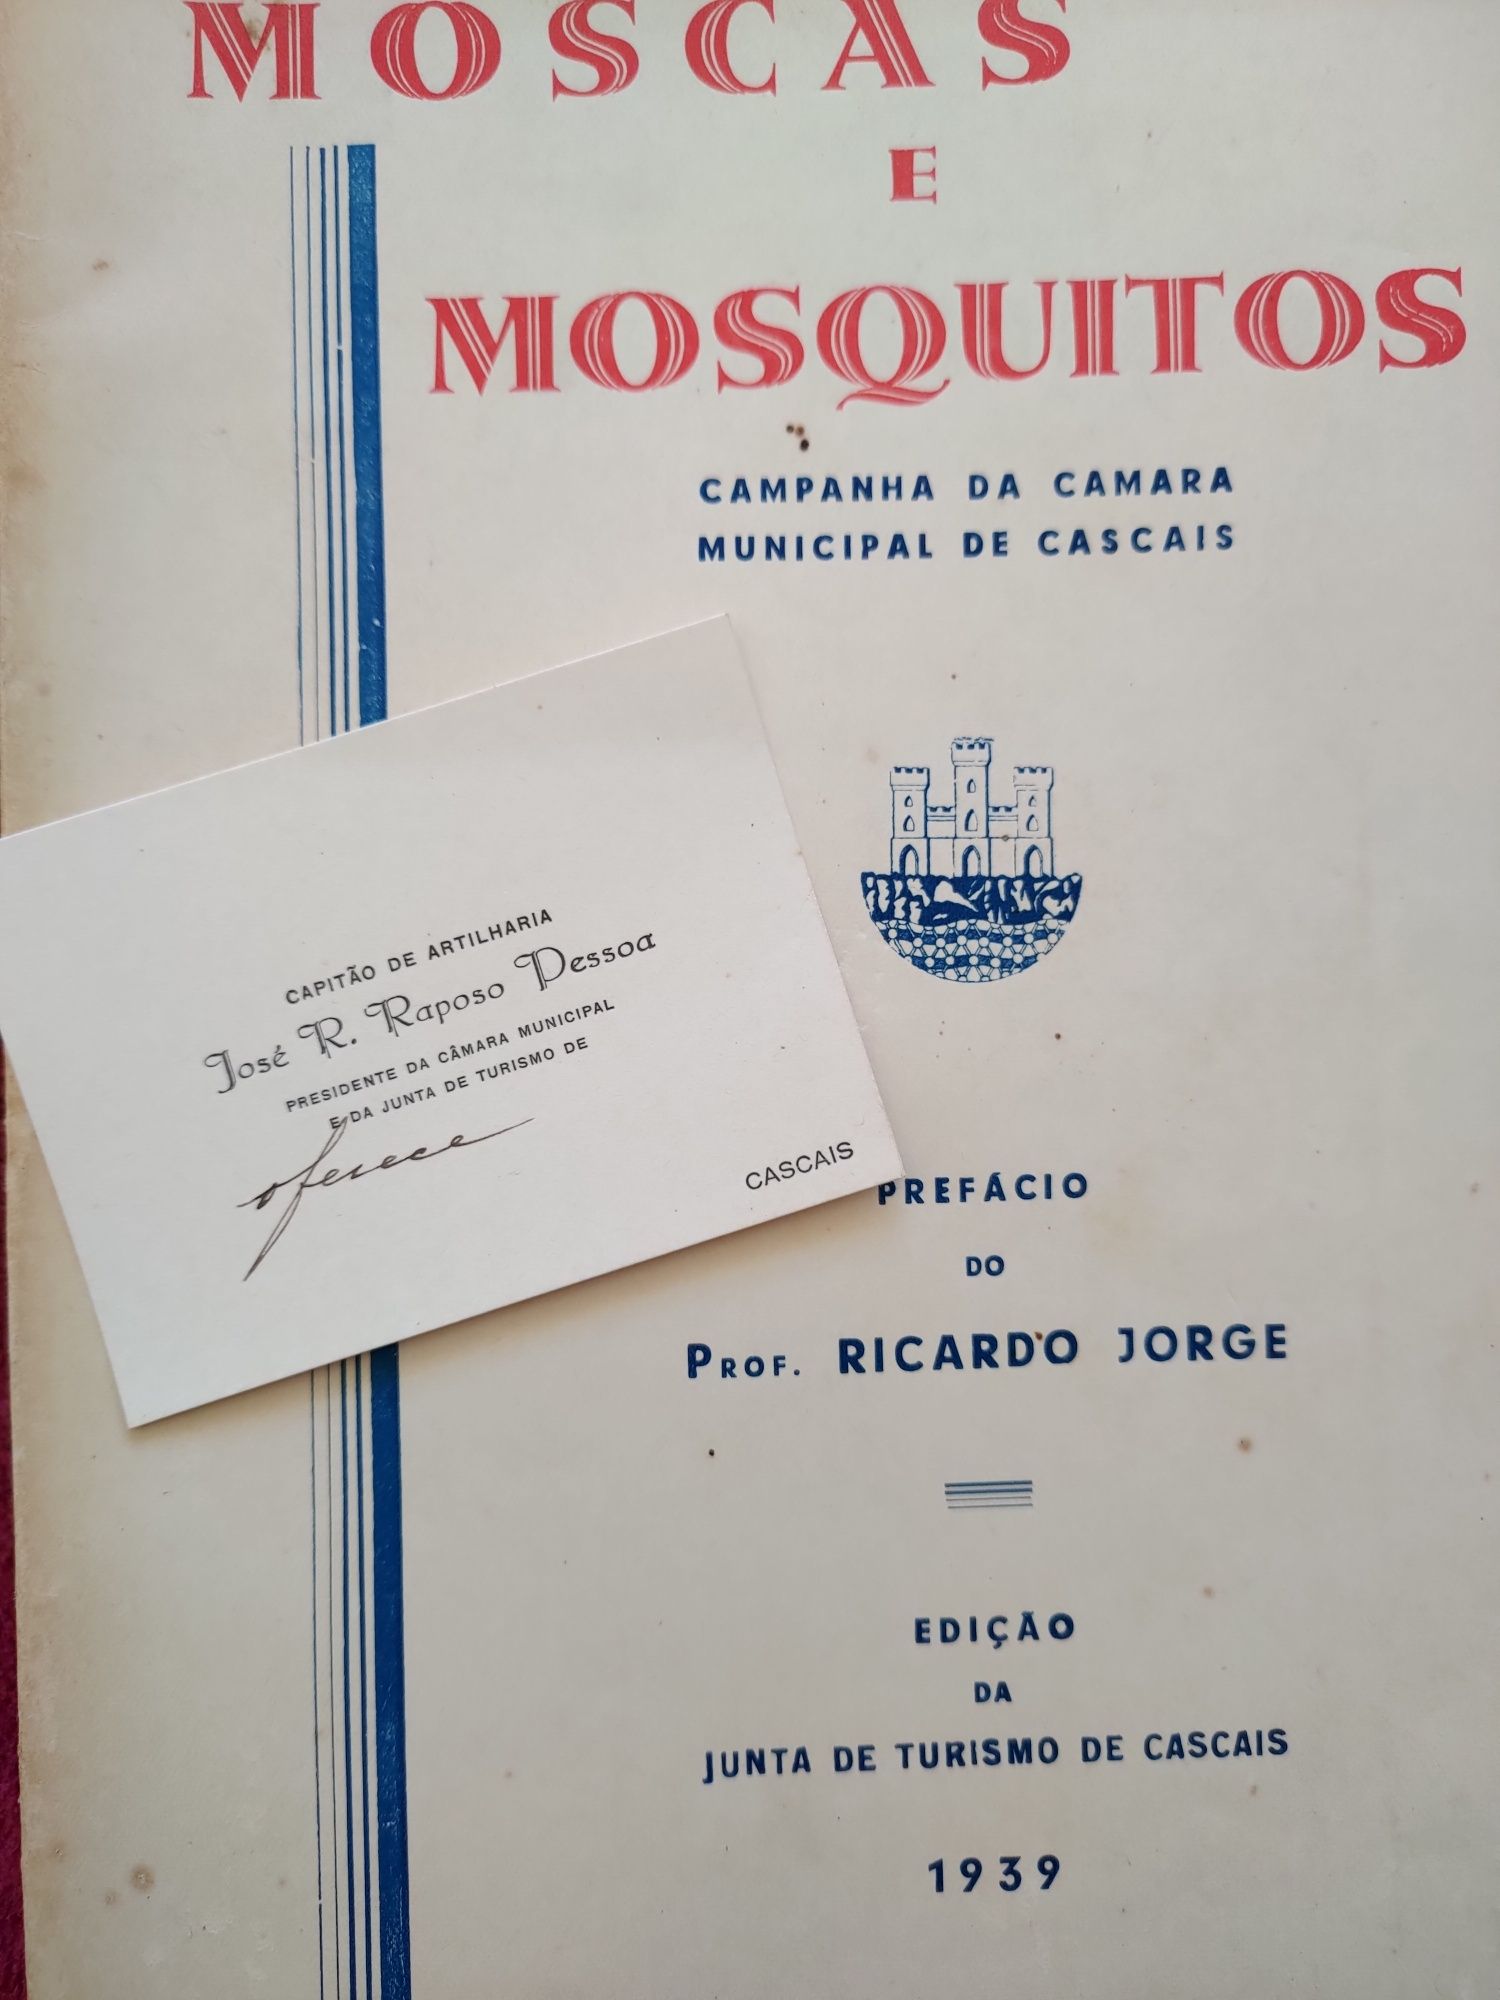 MOSCAS
E
MOSQUITOS
CAMPANHA DA CAMARA
MUNICIPAL DE CASCAIS
CAPITÃO DE ARTILHARIA
José R. Raposo Pessoa
PRESIDENTE DA CÂMARA MUNICIPAL
E DA JUNTA DE TURISMO DE
oferece
CASCAIS
PREFÁCIO
DO
PROF. RICARDO JORGE
EDIÇÃO
DA
JUNTA DE TURISMO DE CASCAIS
1939